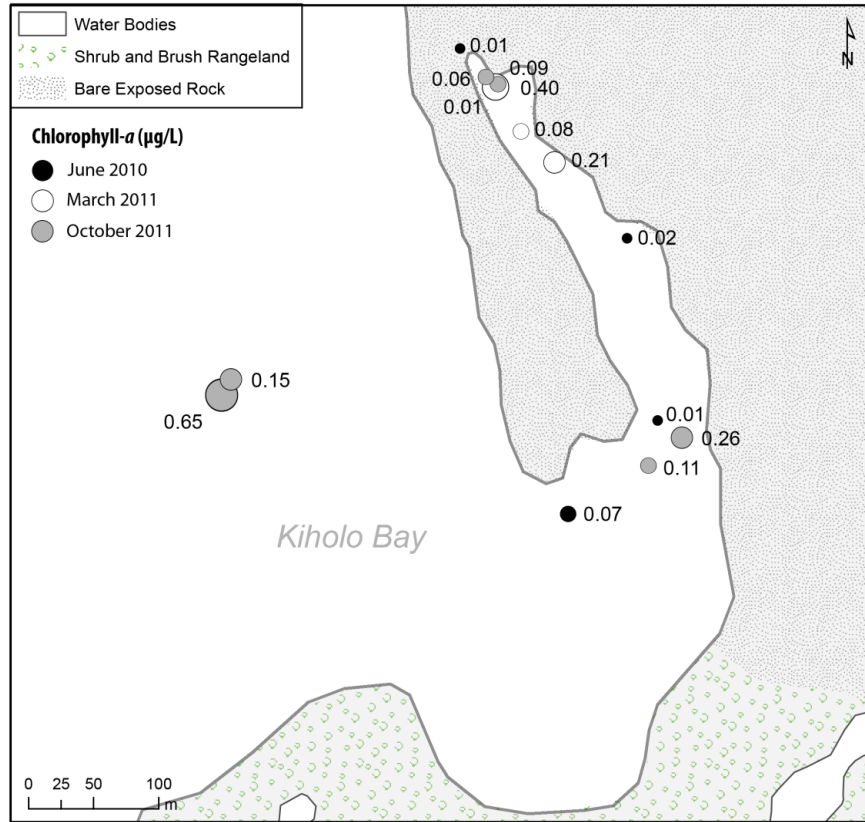 Water Bodies
Shrub and Brush Rangeland
Bare Exposed Rock
N
Chlorophyll-a (µg/L)
June 2010
March 2011
October 2011
0.01
0.06
0.09
0.40
0.01
0.08
0.21
0.02
0.15
0.65
0.01
0.26
0.11
0.07
Kiholo Bay
0 25 50 100
m